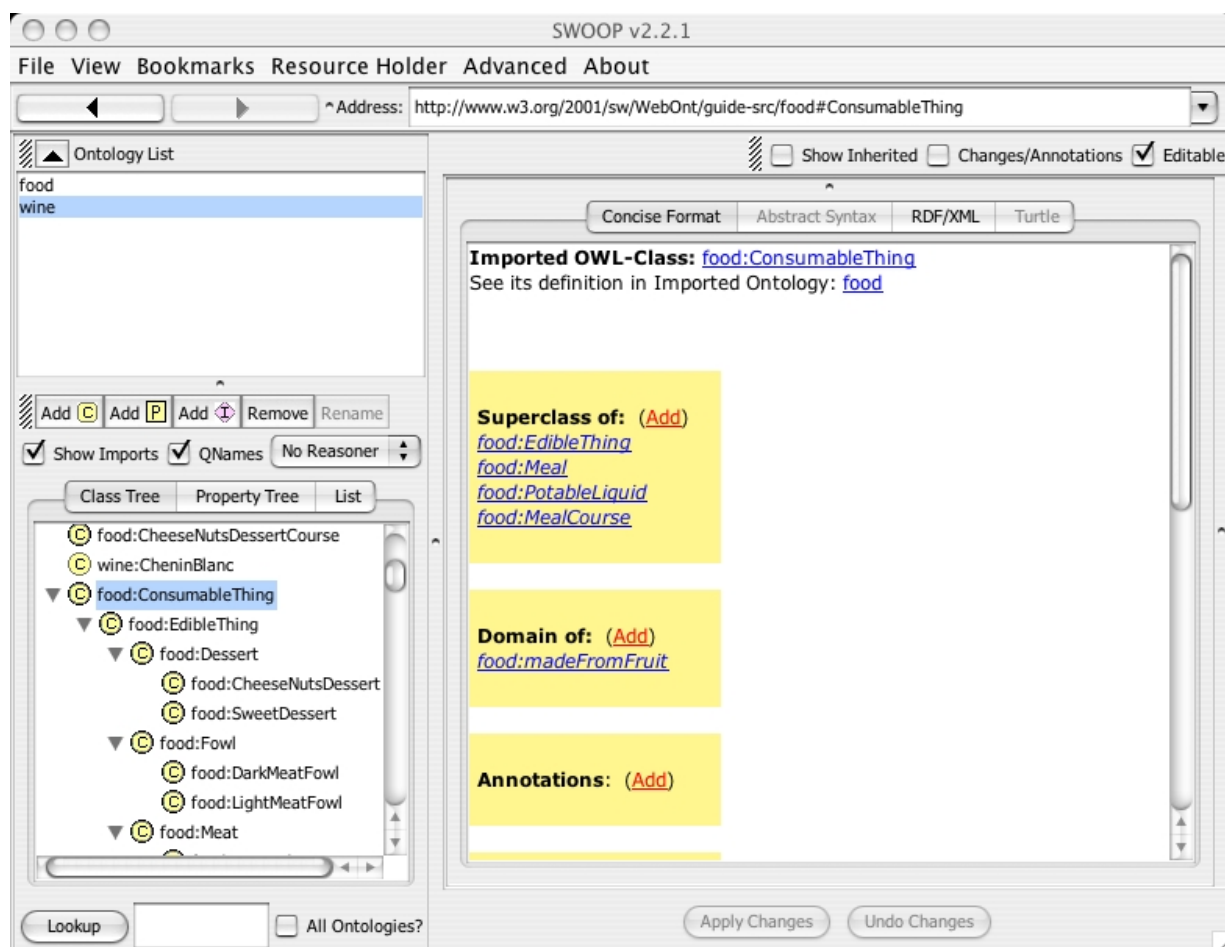 SWOOP v2.2.1
File View Bookmarks Resource Holder Advanced About
^Address: http://www.w3.org/2001/sw/WebOnt/guide-src/food#ConsumableThing
Ontology List
Show Inherited Changes/Annotations Editable
food
wine
Concise Format Abstract Syntax RDF/XML Turtle
Imported OWL-Class: food:ConsumableThing
See its definition in Imported Ontology: food
Superclass of: (Add)
food:EdibleThing
food:Meal
food:PotableLiquid
food:MealCourse
Domain of: (Add)
food:madeFromFruit
Annotations: (Add)
Add C Add P Add I Remove Rename
Show Imports QNames No Reasoner
Class Tree Property Tree List
C food:CheeseNutsDessertCourse
C wine:CheninBlanc
C food:ConsumableThing
C food:EdibleThing
C food:Dessert
C food:CheeseNutsDessert
C food:SweetDessert
C food:Fowl
C food:DarkMeatFowl
C food:LightMeatFowl
C food:Meat
Lookup All Ontologies?
Apply Changes Undo Changes